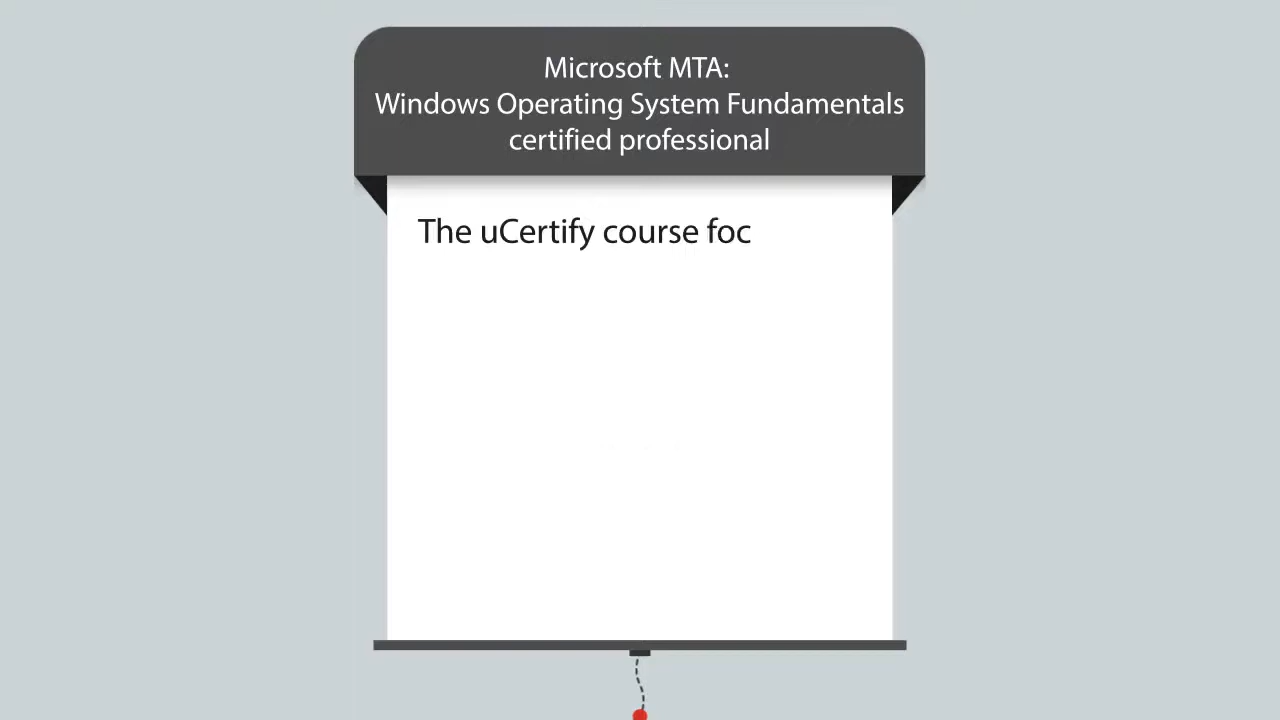 Microsoft MTA:
Windows Operating System Fundamentals
certified professional
The uCertify course foc